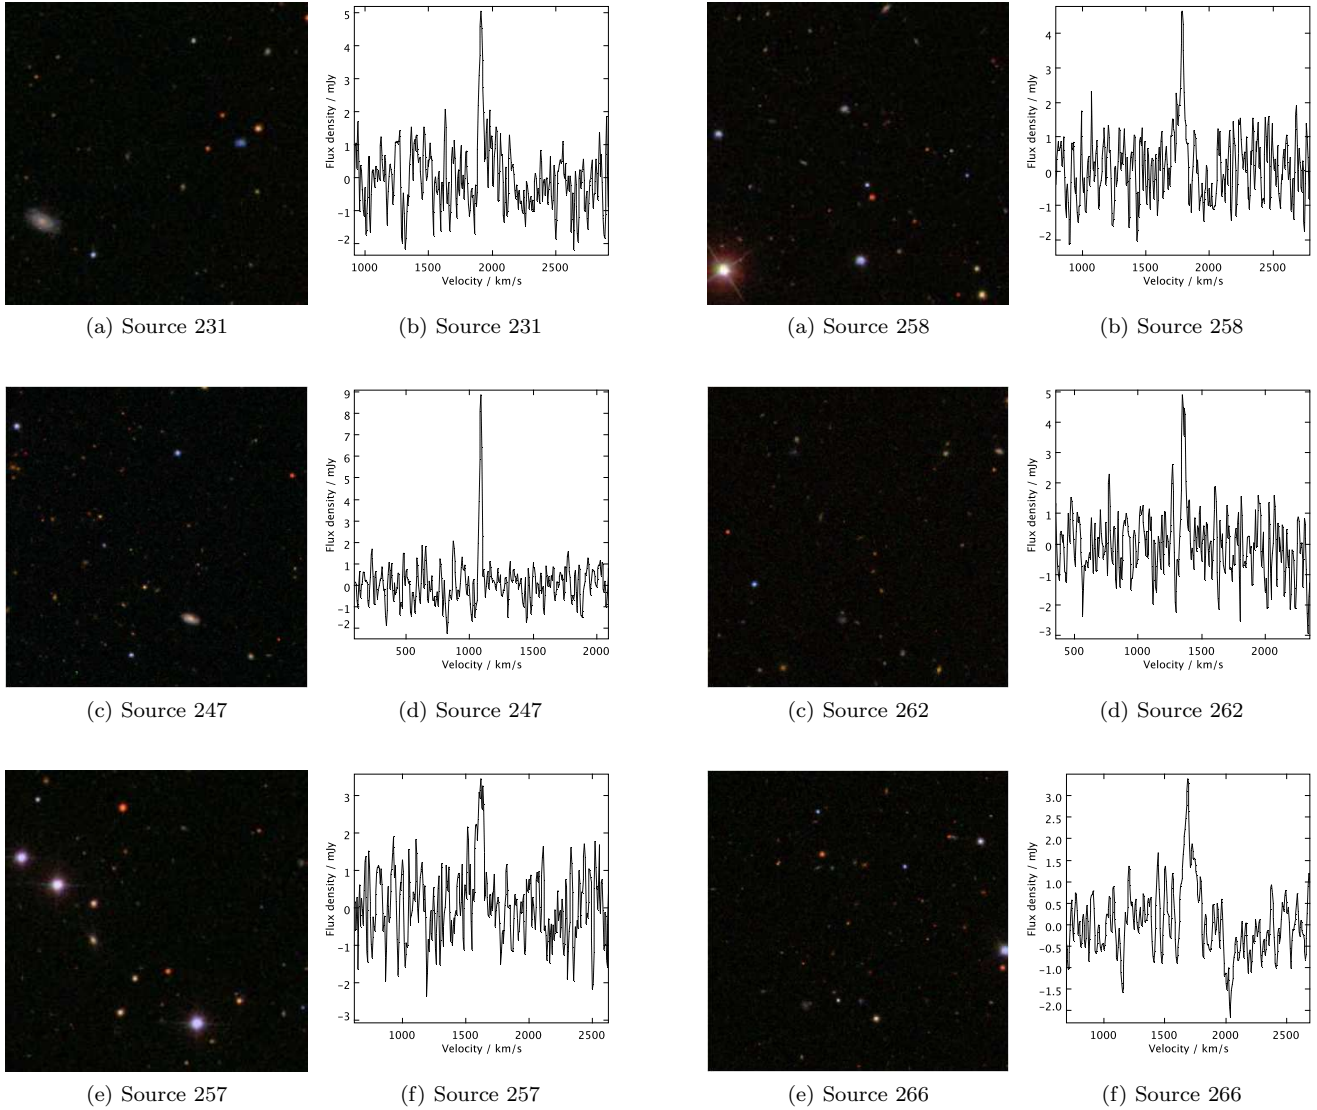 5
4
3
2
1
0
−1
−2
Flux density / mJy
1000 1500 2000 2500
Velocity / km/s
4
3
2
1
0
−1
−2
Flux density / mJy
1000 1500 2000 2500
Velocity / km/s
(a) Source 231
(b) Source 231
(a) Source 258
(b) Source 258
9
8
7
6
5
4
3
2
1
0
−1
−2
Flux density / mJy
500 1000 1500 2000
Velocity / km/s
5
4
3
2
1
0
−1
−2
−3
Flux density / mJy
500 1000 1500 2000
Velocity / km/s
(c) Source 247
(d) Source 247
(c) Source 262
(d) Source 262
3
2
1
0
−1
−2
−3
Flux density / mJy
1000 1500 2000 2500
Velocity / km/s
3.0
2.5
2.0
1.5
1.0
0.5
0.0
−0.5
−1.0
−1.5
−2.0
Flux density / mJy
1000 1500 2000 2500
Velocity / km/s
(e) Source 257
(f) Source 257
(e) Source 266
(f) Source 266